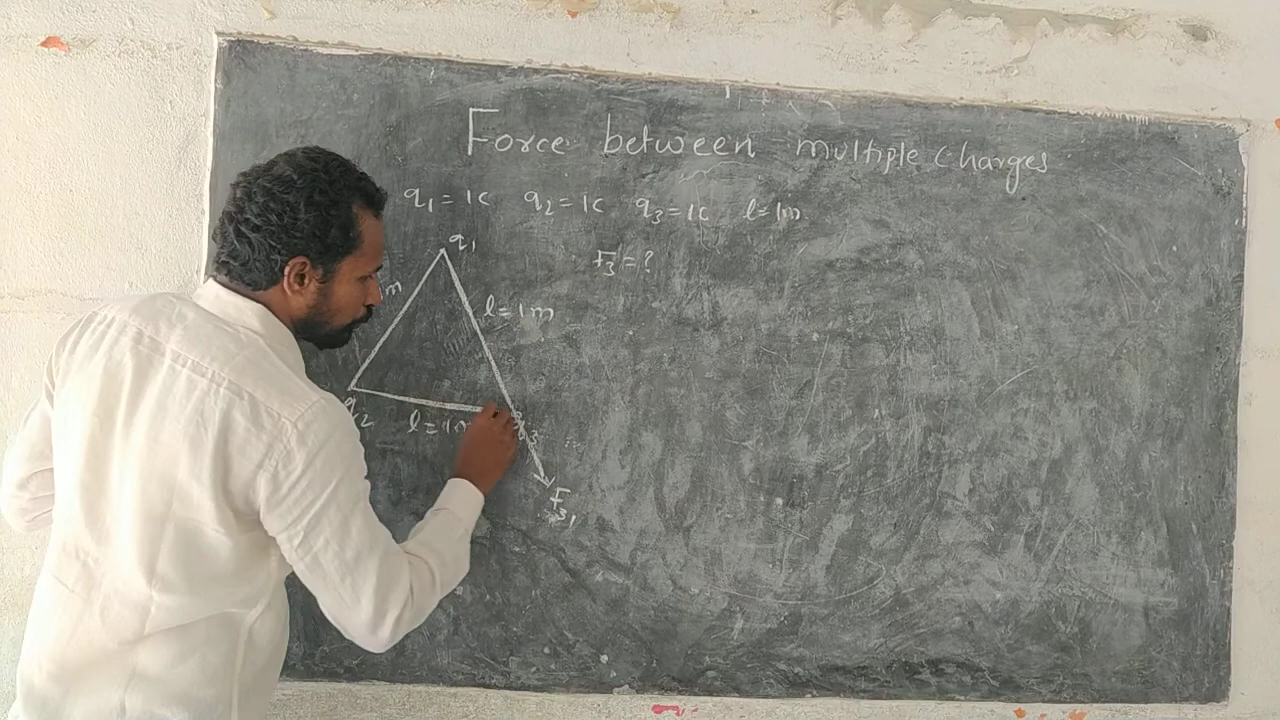 Force between multiple charges
q1 = 1C q2 = 1C q3 = 1C l = 1m
F3 = ?
q1
m
l = 1m
q2
l = 1m
q3
F31